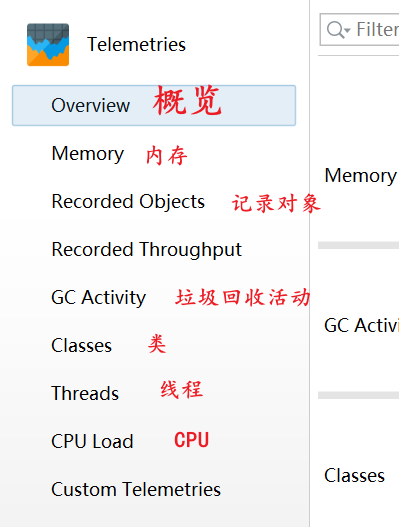 Telemetries
Filter
Overview 概览
Memory 内存
Memory
Recorded Objects 记录对象
Recorded Throughput
GC Activity 垃圾回收活动
GC Activi
Classes 类
Threads 线程
CPU Load CPU
Classes
Custom Telemetries